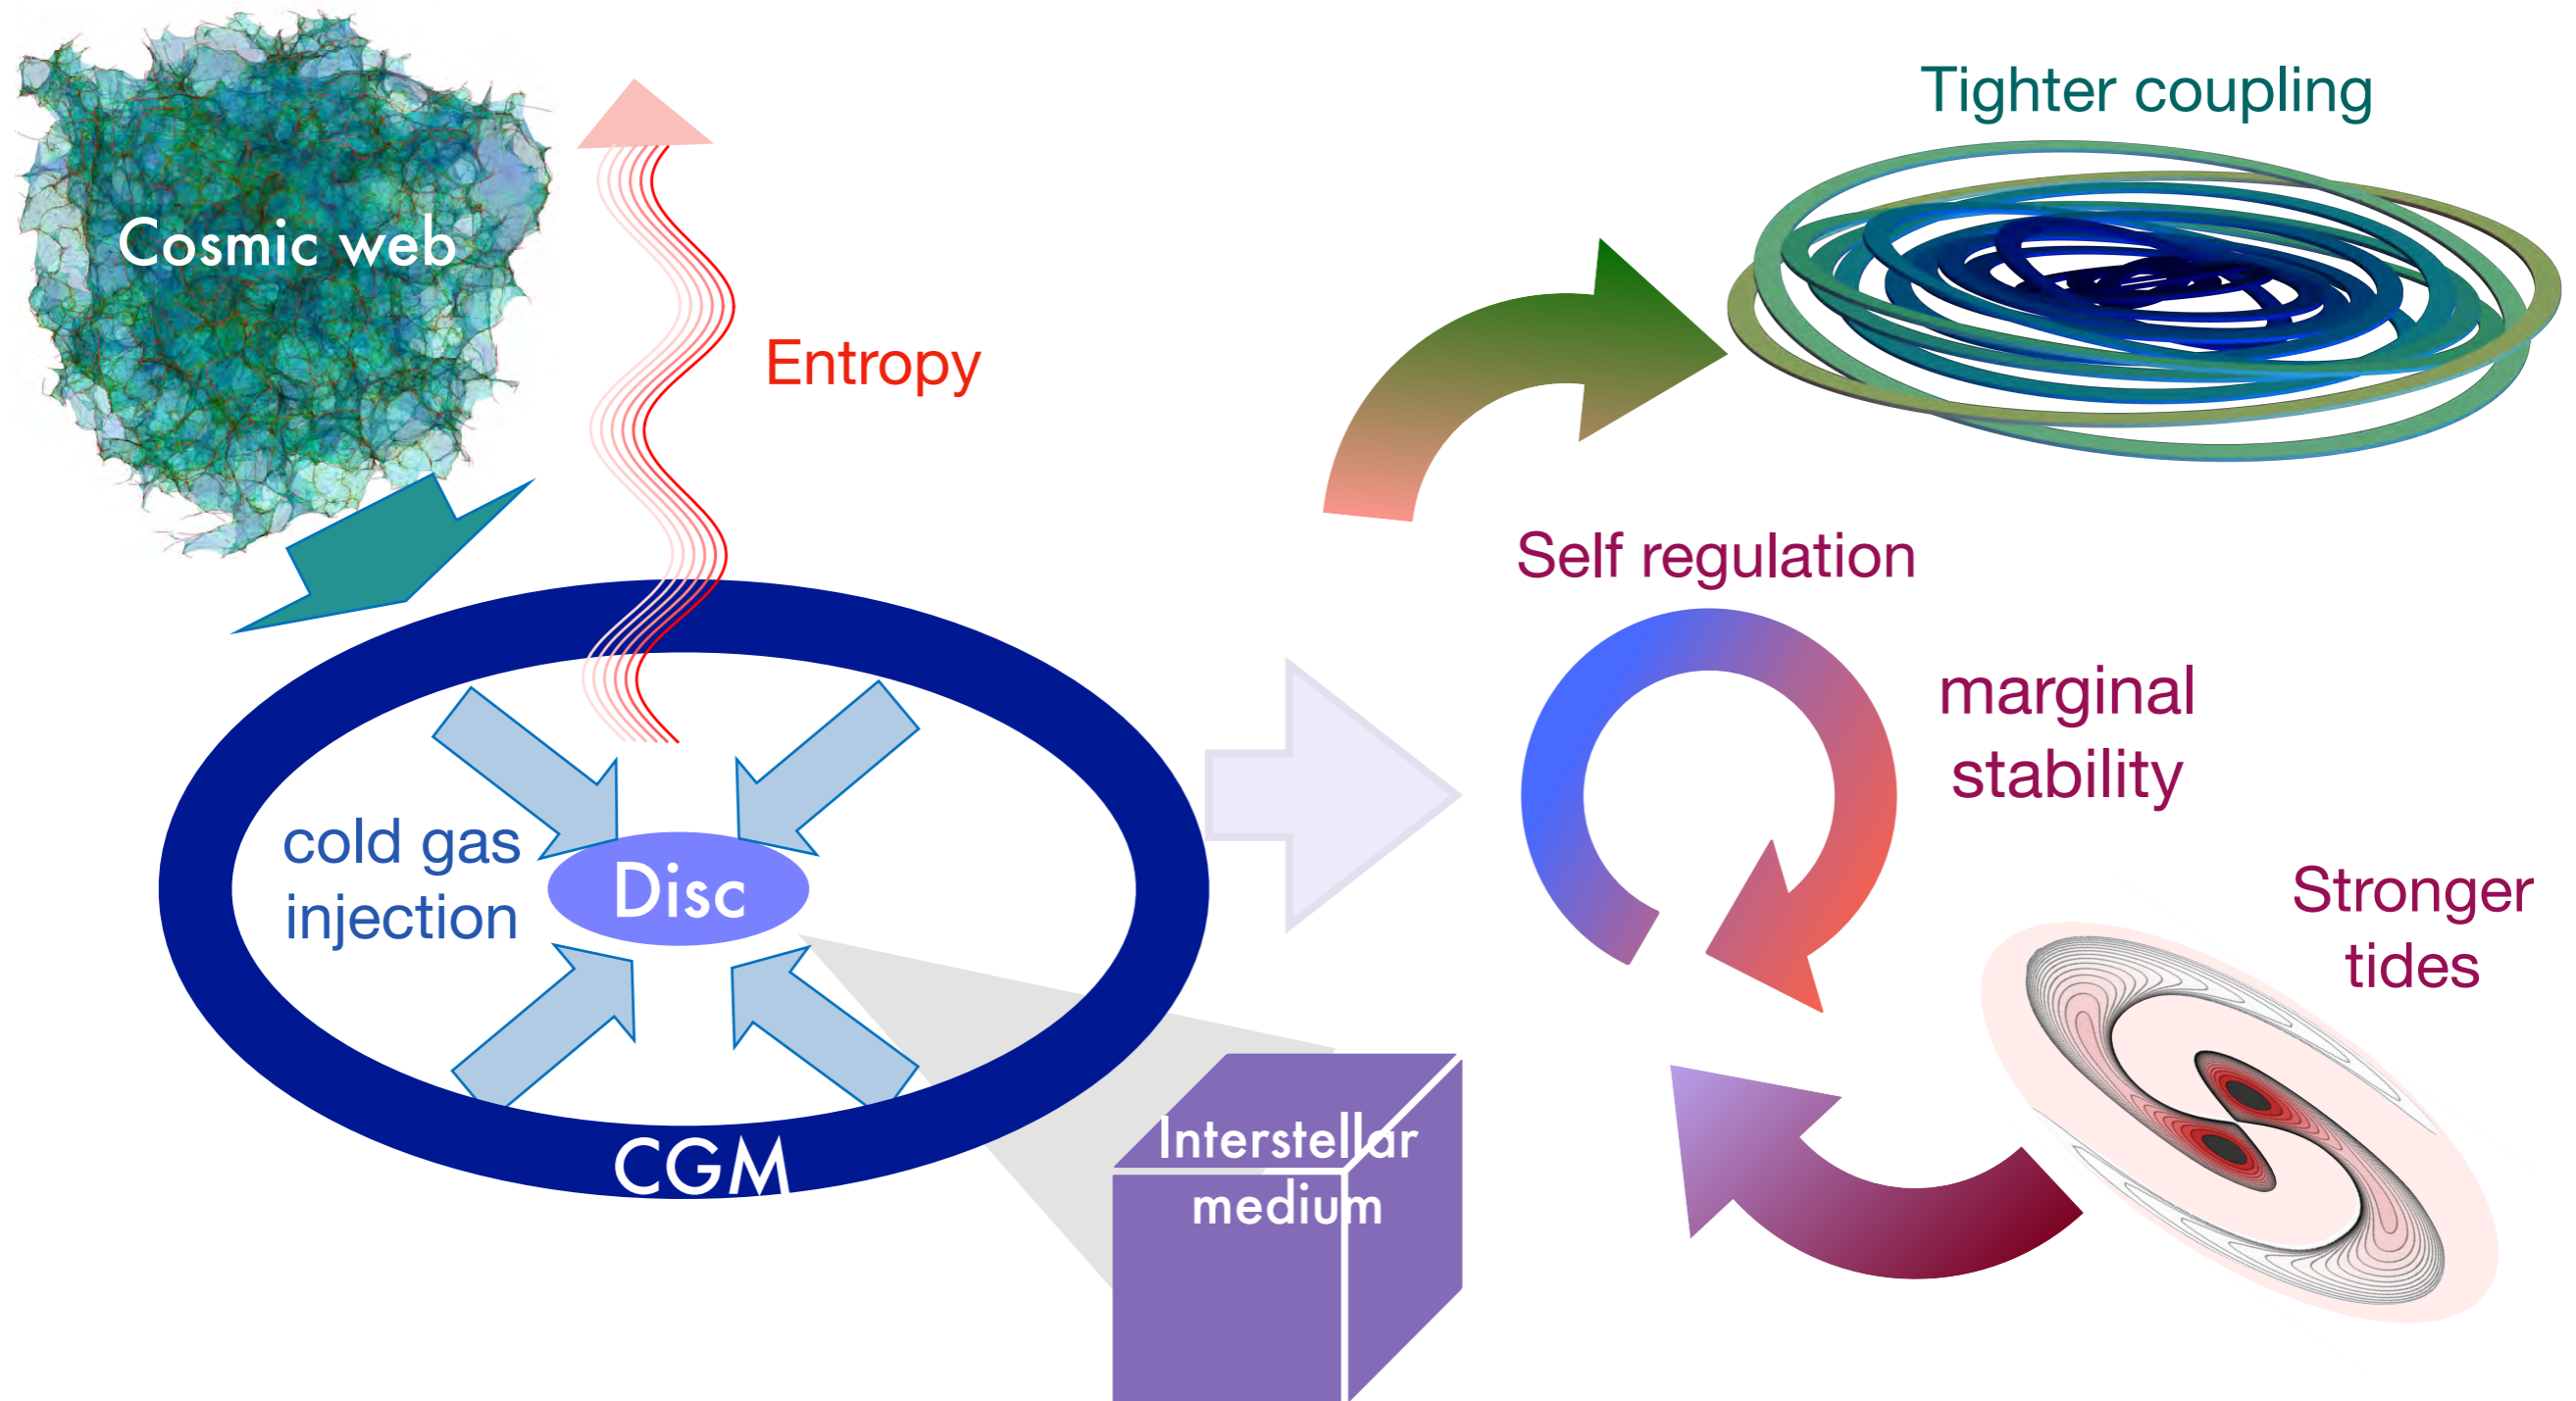 Cosmic web
Entropy
cold gas
injection
Disc
CGM
Interstellar
medium
Tighter coupling
Self regulation
marginal
stability
Stronger
tides